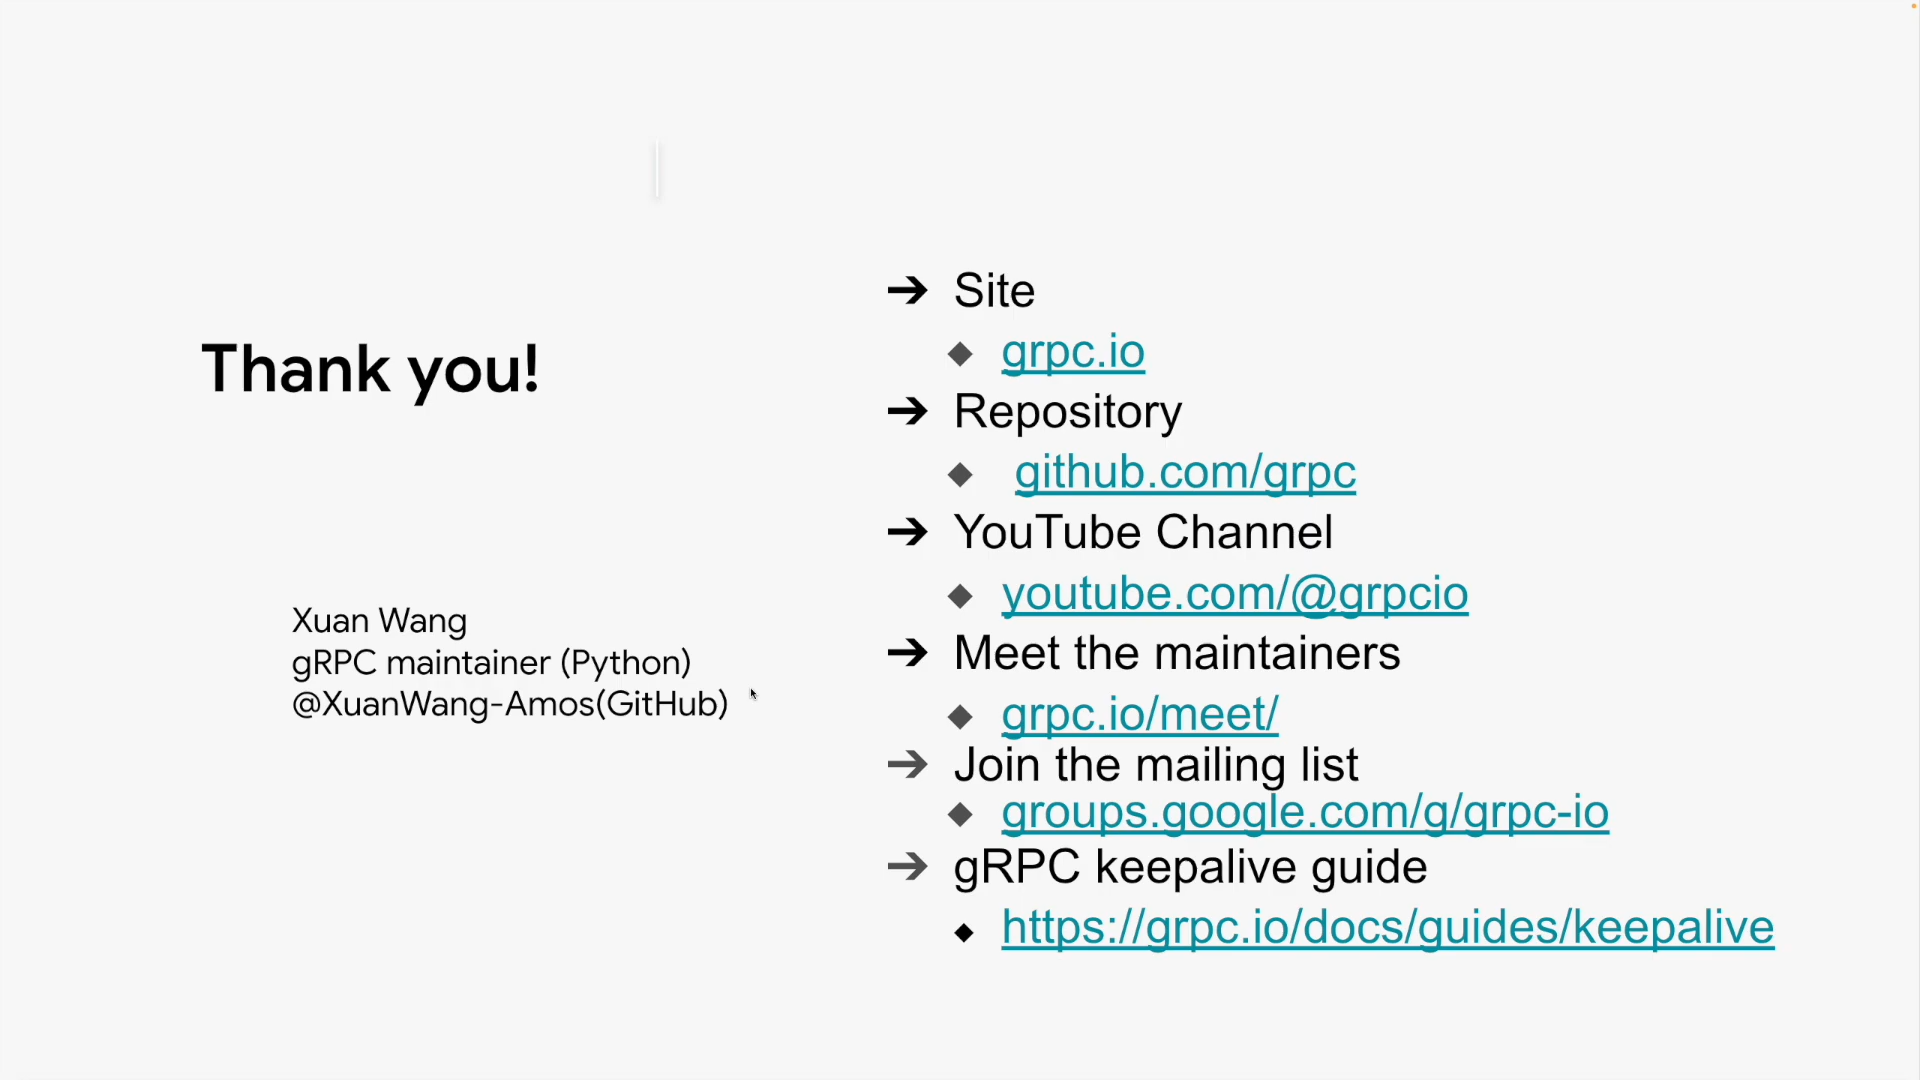 Thank you!
Xuan Wang
gRPC maintainer (Python)
@XuanWang-Amos(GitHub)
➔ Site
◆ grpc.io
➔ Repository
◆ github.com/grpc
➔ YouTube Channel
◆ youtube.com/@grpcio
➔ Meet the maintainers
◆ grpc.io/meet/
➔ Join the mailing list
◆ groups.google.com/g/grpc-io
➔ gRPC keepalive guide
◆ https://grpc.io/docs/guides/keepalive